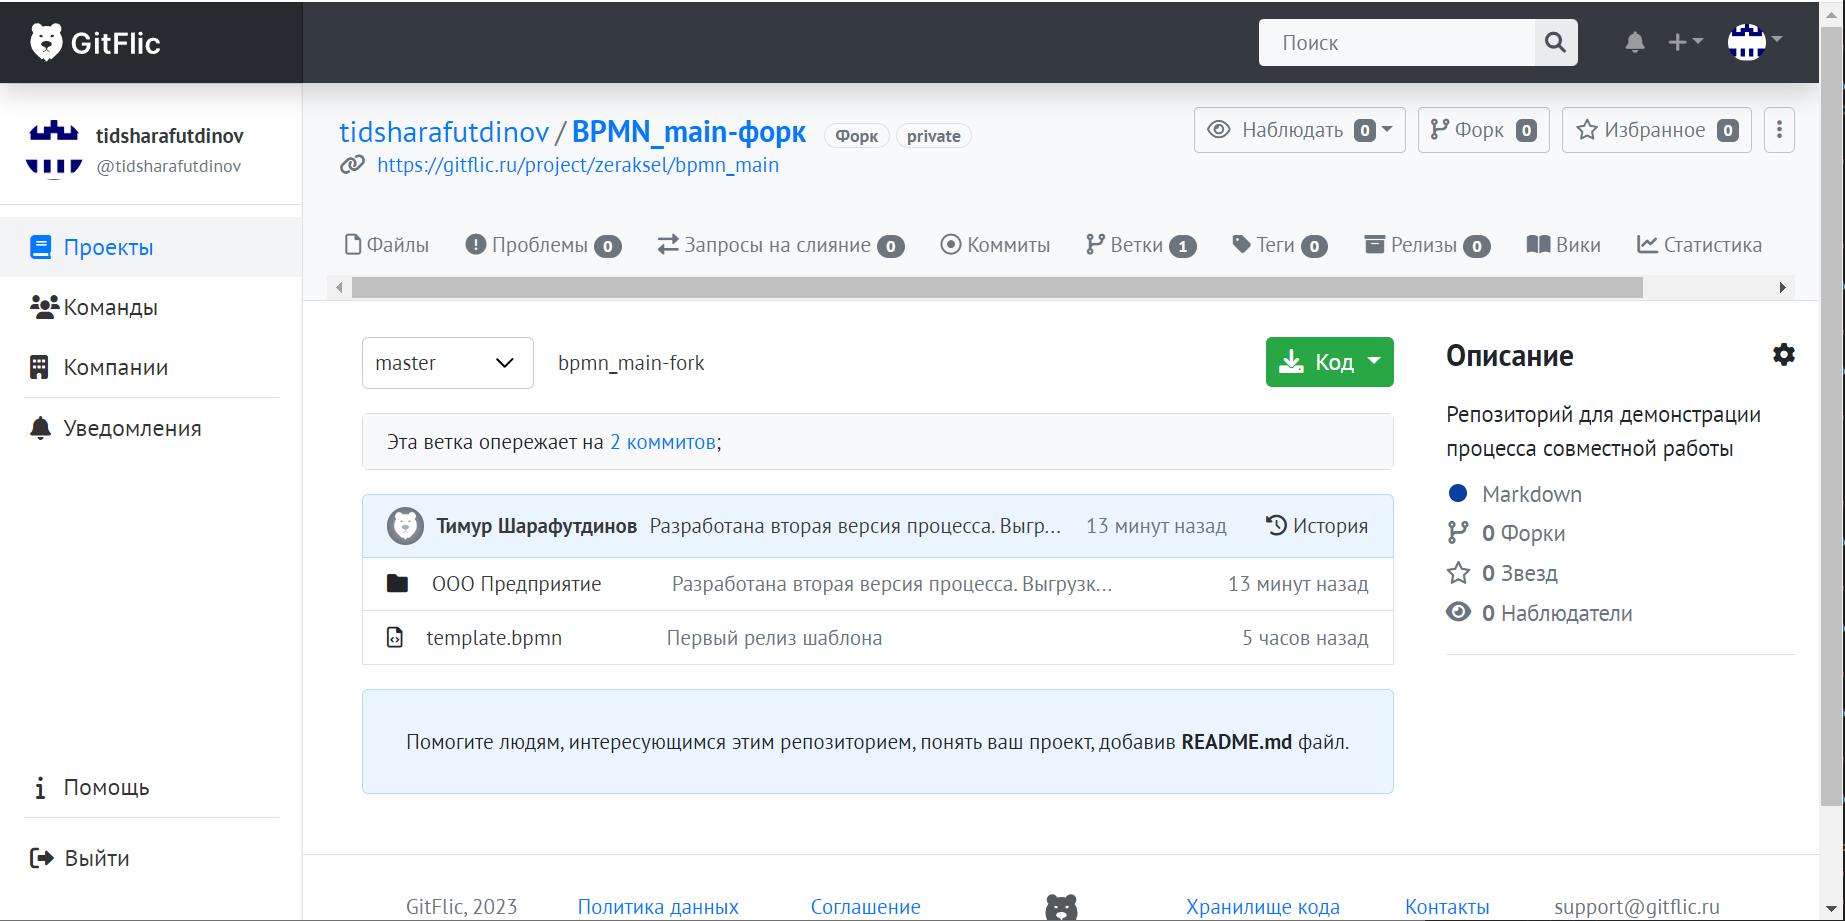 GitFlic
Поиск
tidsharafutdinov
@tidsharafutdinov
Проекты
Команды
Компании
Уведомления
Помощь
Выйти
tidsharafutdinov / BPMN_main-форк Форк private
https://gitflic.ru/project/zeraksel/bpmn_main
Наблюдать 0
Форк 0
Избранное 0
Файлы
Проблемы 0
Запросы на слияние 0
Коммиты
Ветки 1
Теги 0
Релизы 0
Вики
Статистика
master
bpmn_main-fork
Код
Эта ветка опережает на 2 коммитов;
Тимур Шарафутдинов Разработана вторая версия процесса. Выгр... 13 минут назад История
ООО Предприятие Разработана вторая версия процесса. Выгрузк... 13 минут назад
template.bpmn Первый релиз шаблона 5 часов назад
Помогите людям, интересующимся этим репозиторием, понять ваш проект, добавив README.md файл.
Описание
Репозиторий для демонстрации
процесса совместной работы
Markdown
0 Форки
0 Звезд
0 Наблюдатели
GitFlic, 2023
Политика данных
Соглашение
Хранилище кода
Контакты
support@gitflic.ru